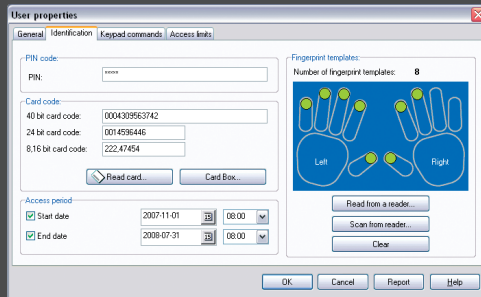 User properties
General Identification Keypad commands Access limits
PIN code:
PIN: ****
Card code:
40 bit card code: 0004309563742
24 bit card code: 0014596446
8,16 bit card code: 222,47454
Read card... Card Box...
Access period
Start date 2007-11-01 15 08:00
End date 2008-07-31 15 08:00
Fingerprint templates:
Number of fingerprint templates: 8
Left Right
Read from a reader...
Scan from reader...
Clear
OK Cancel Report Help